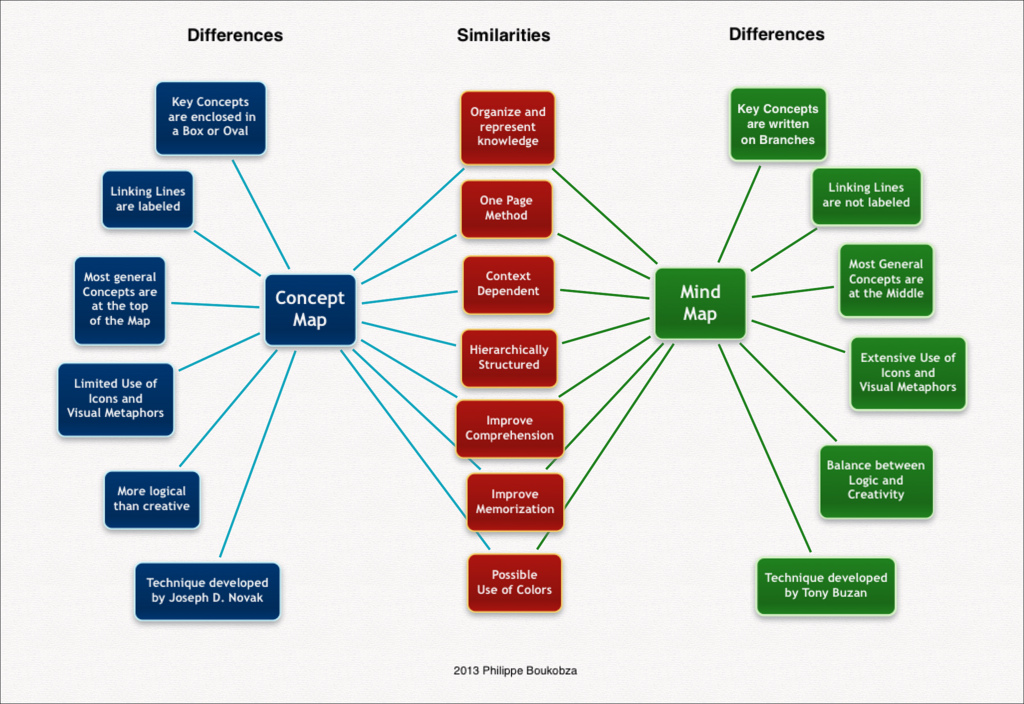 Differences
Similarities
Differences
Key Concepts
are enclosed in
a Box or Oval
Linking Lines
are labeled
Most general
Concepts are
at the top
of the Map
Limited Use of
Icons and
Visual Metaphors
More logical
than creative
Technique developed
by Joseph D. Novak
Concept
Map
Organize and
represent
knowledge
One Page
Method
Context
Dependent
Hierarchically
Structured
Improve
Comprehension
Improve
Memorization
Possible
Use of Colors
Mind
Map
Key Concepts
are written
on Branches
Linking Lines
are not labeled
Most General
Concepts are
at the Middle
Extensive Use of
Icons and
Visual Metaphors
Balance between
Logic and
Creativity
Technique developed
by Tony Buzan
2013 Philippe Boukobza